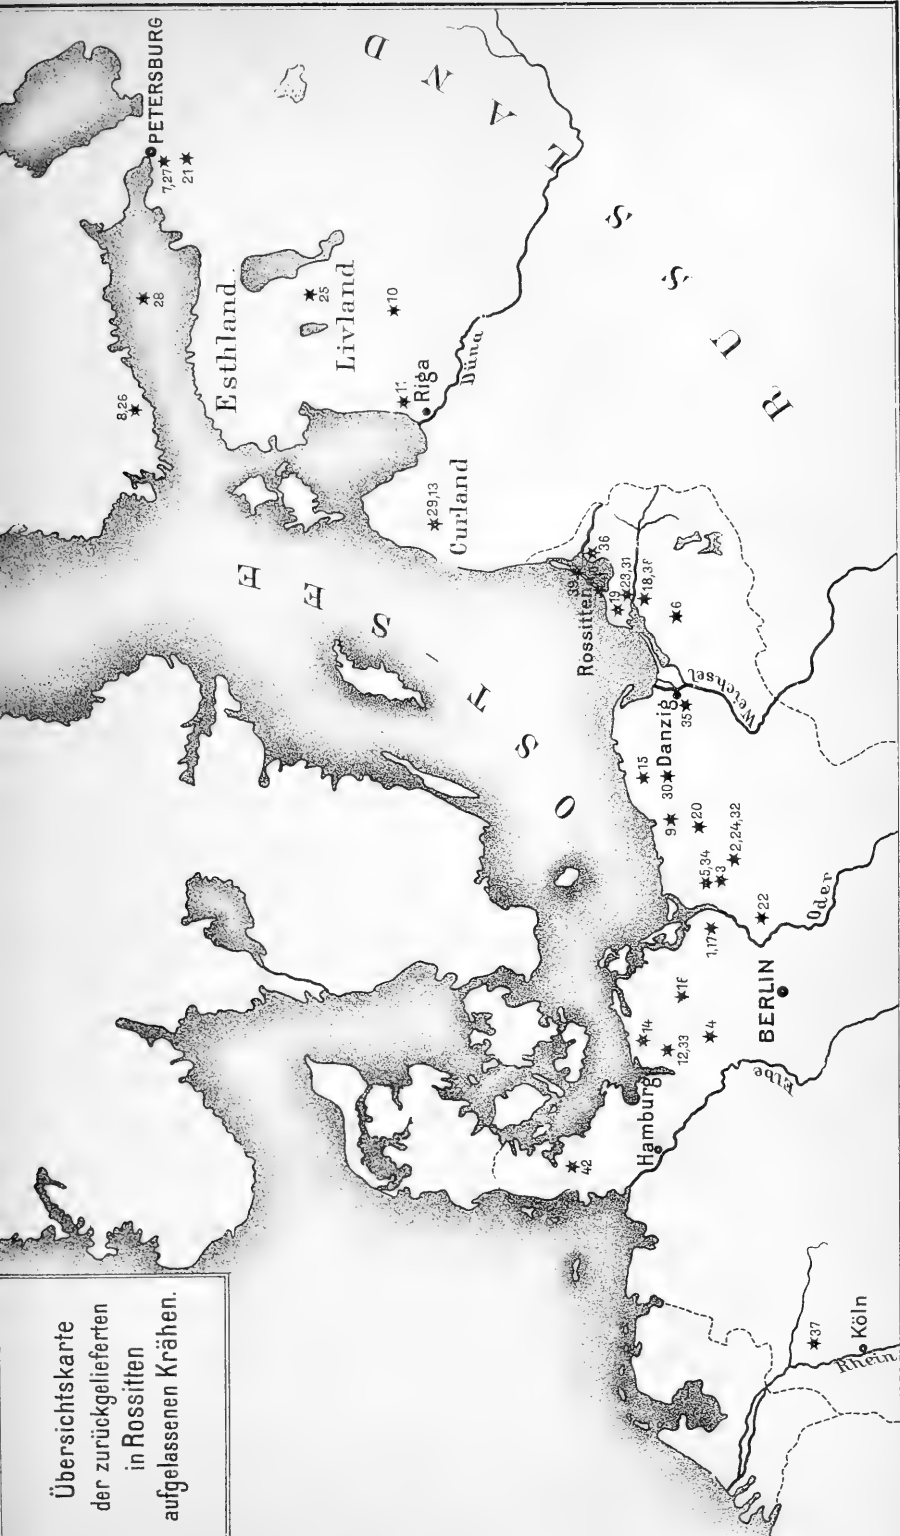 Übersichtskarte
der zurückgelieferten
in Rossitten
aufgelassenen Krähen.
PETERSBURG
7,27
21
28
8,26
Esthland.
25
Livland
10
Riga
Düna
29,13
Curland
RUSSLAND
OSTSEE
39
36
Rossitten
19
23,31
18,
6
Weichsel
Danzig
35
15
30
9
20
2,24,32
5,34
3
22
Oder
1,17
BERLIN
14
12,33
4
Elbe
Hamburg
42
37
Köln
Rhein